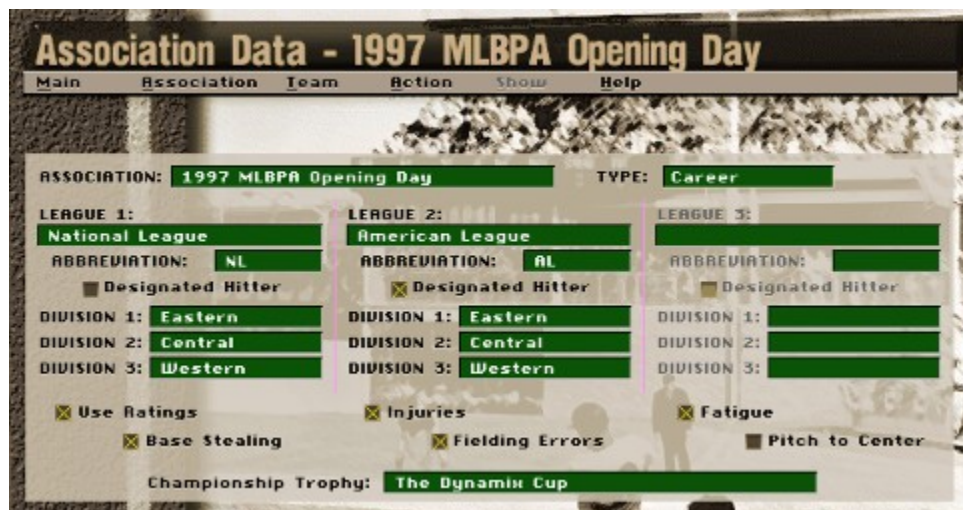 Association Data - 1997 MLBPA Opening Day
Main Association Team Action Show Help
ASSOCIATION: 1997 MLBPA Opening Day TYPE: Career
LEAGUE 1: LEAGUE 2: LEAGUE 3:
National League American League
ABBREVIATION: NL ABBREVIATION: AL ABBREVIATION:
Designated Hitter Designated Hitter Designated Hitter
DIVISION 1: Eastern DIVISION 1: Eastern DIVISION 1:
DIVISION 2: Central DIVISION 2: Central DIVISION 2:
DIVISION 3: Western DIVISION 3: Western DIVISION 3:
Use Ratings Injuries Fatigue
Base Stealing Fielding Errors Pitch to Center
Championship Trophy: The Dynamix Cup